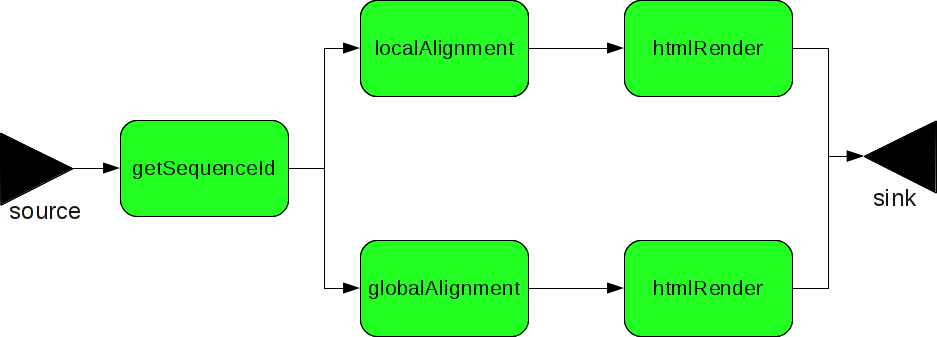 localAlignment
htmlRender
getSequenceId
source
sink
globalAlignment
htmlRender